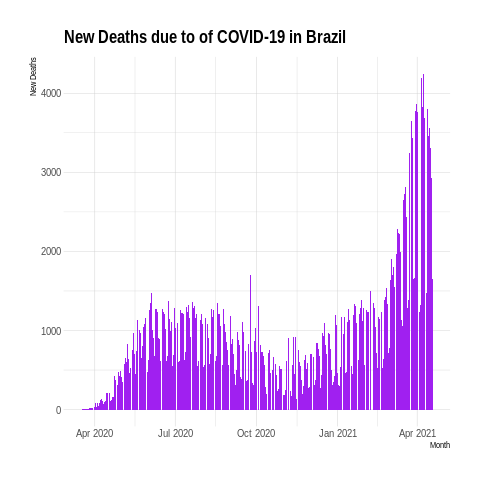 New Deaths due to of COVID-19 in Brazil
New Deaths
4000
3000
2000
1000
0
Apr 2020
Jul 2020
Oct 2020
Jan 2021
Apr 2021
Month